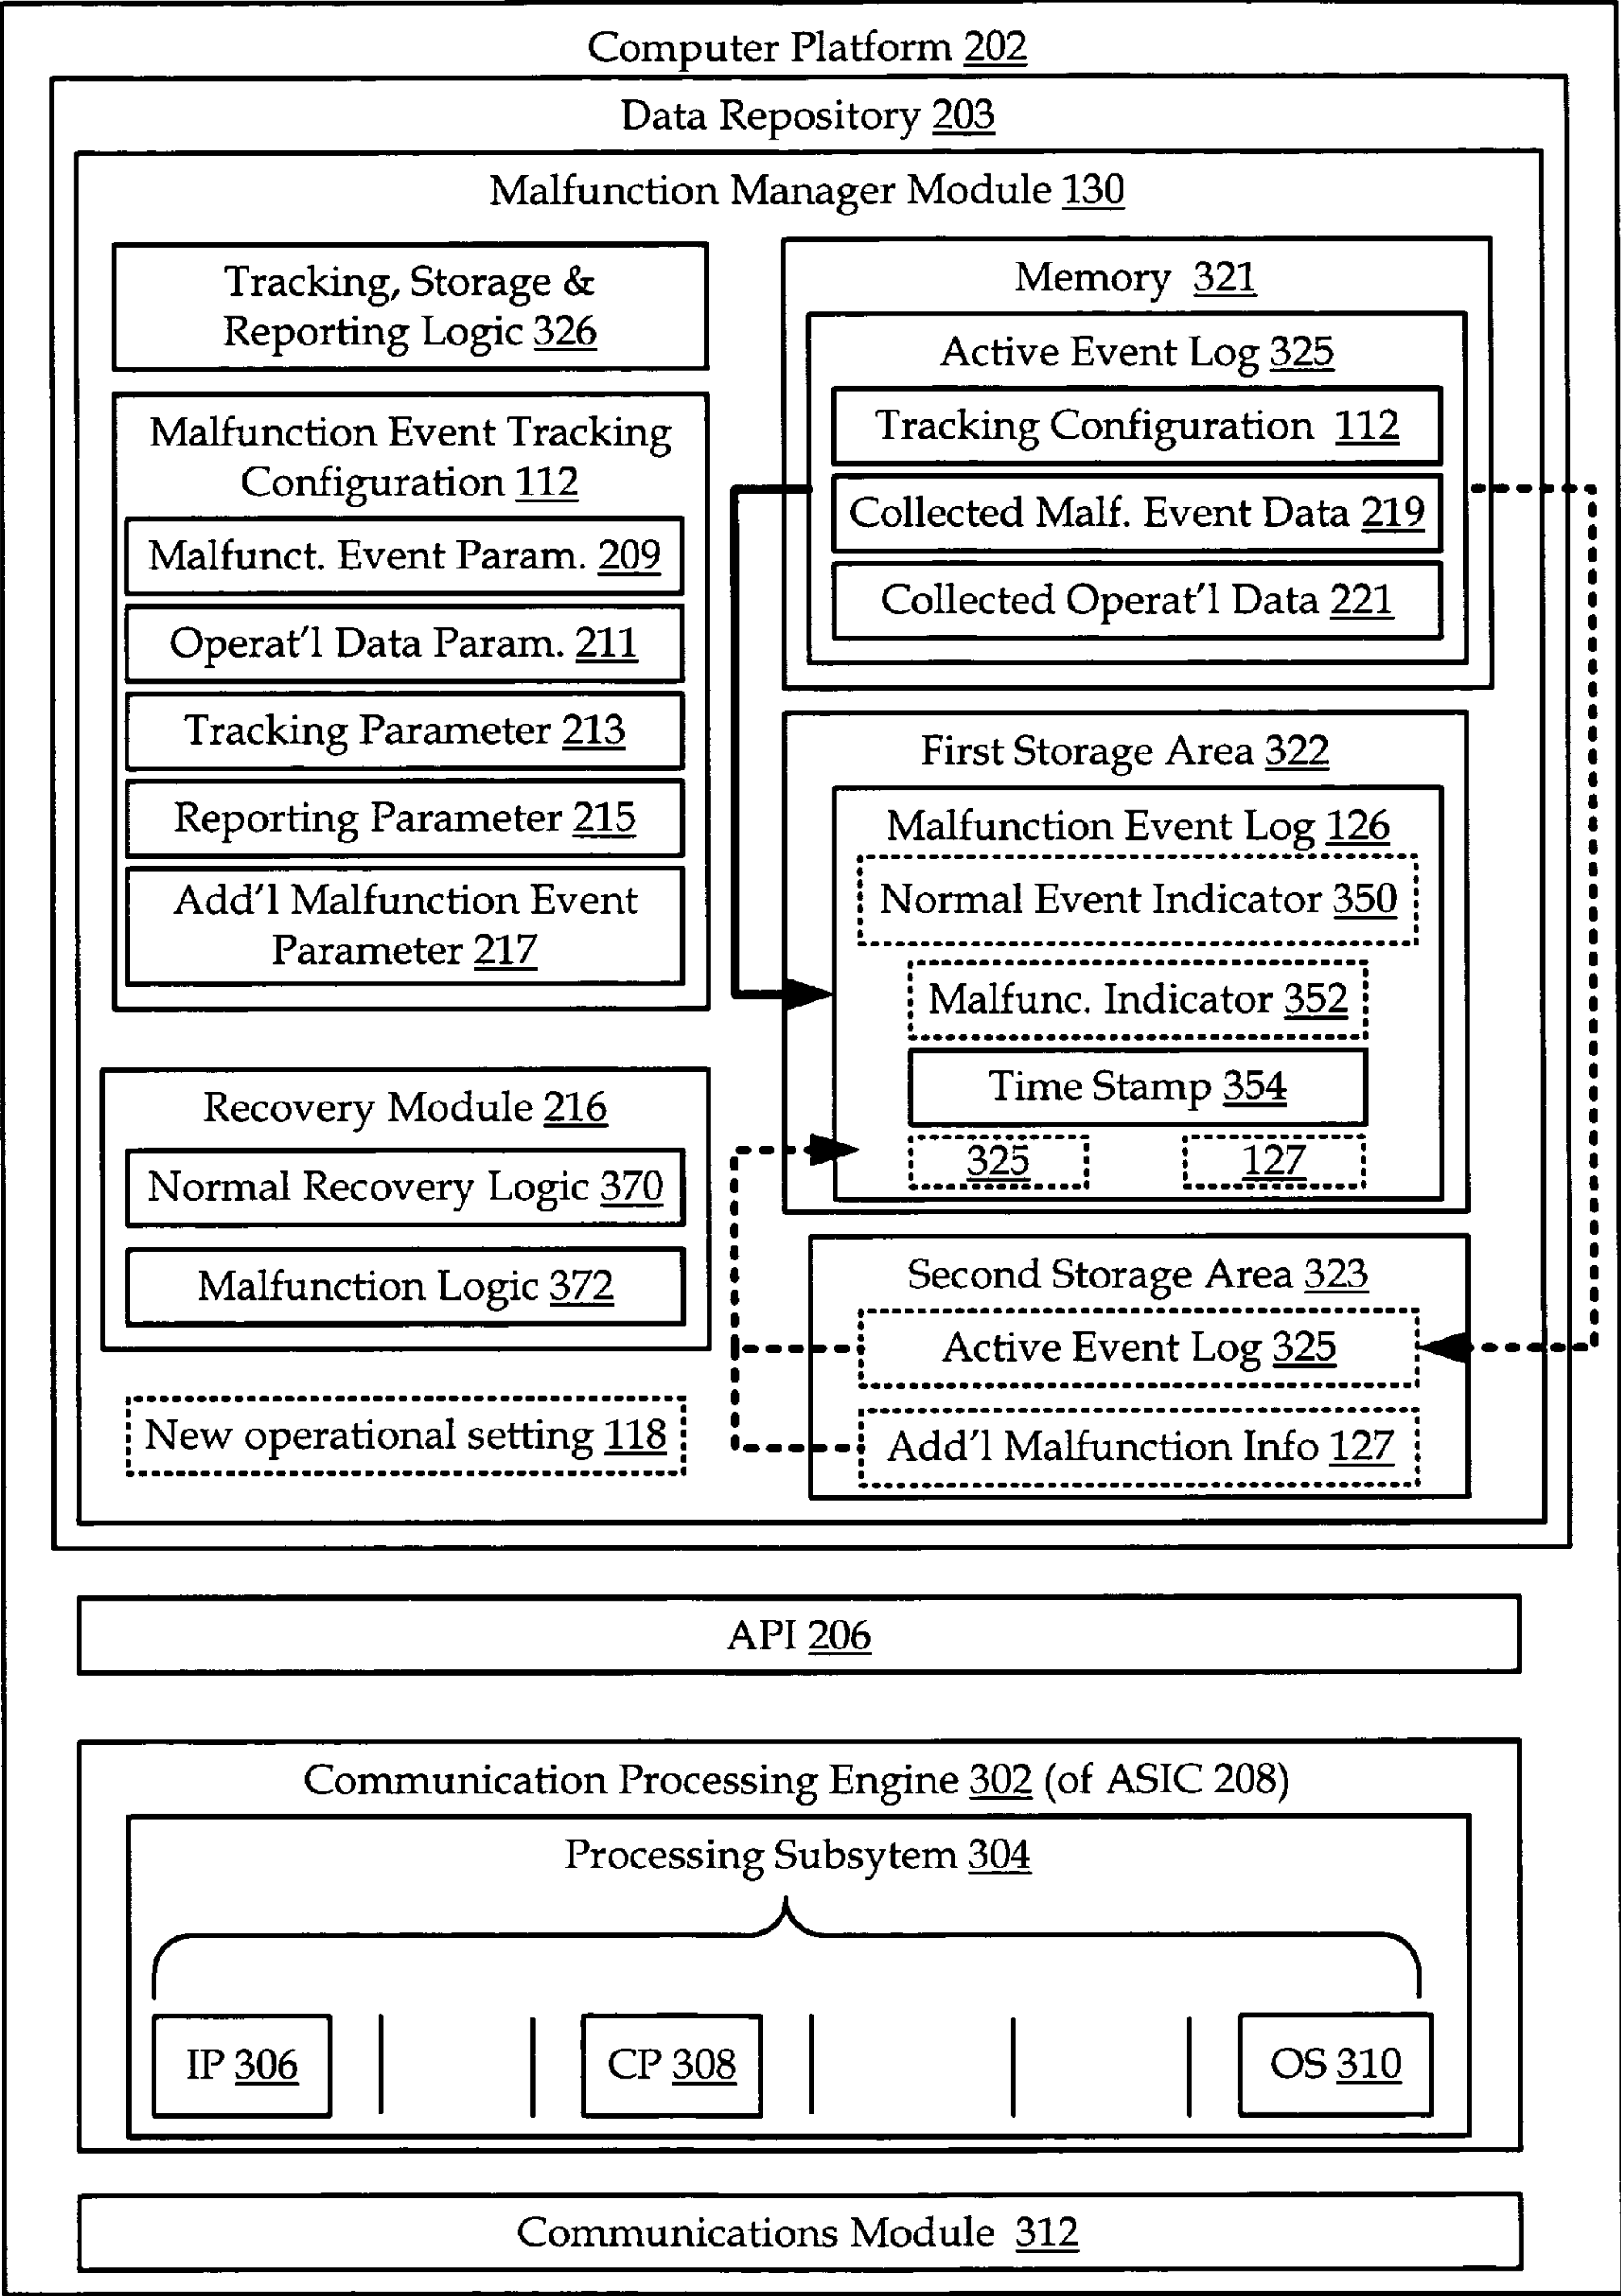 Computer Platform 202
Data Repository 203
Malfunction Manager Module 130
Tracking, Storage &
Reporting Logic 326
Malfunction Event Tracking
Configuration 112
Malfunct. Event Param. 209
Operat'l Data Param. 211
Tracking Parameter 213
Reporting Parameter 215
Add'l Malfunction Event
Parameter 217
Recovery Module 216
Normal Recovery Logic 370
Malfunction Logic 372
New operational setting 118
Memory 321
Active Event Log 325
Tracking Configuration 112
Collected Malf. Event Data 219
Collected Operat'l Data 221
First Storage Area 322
Malfunction Event Log 126
Normal Event Indicator 350
Malfunc. Indicator 352
Time Stamp 354
325 127
Second Storage Area 323
Active Event Log 325
Add'l Malfunction Info 127
API 206
Communication Processing Engine 302 (of ASIC 208)
Processing Subsytem 304
IP 306 CP 308 OS 310
Communications Module 312